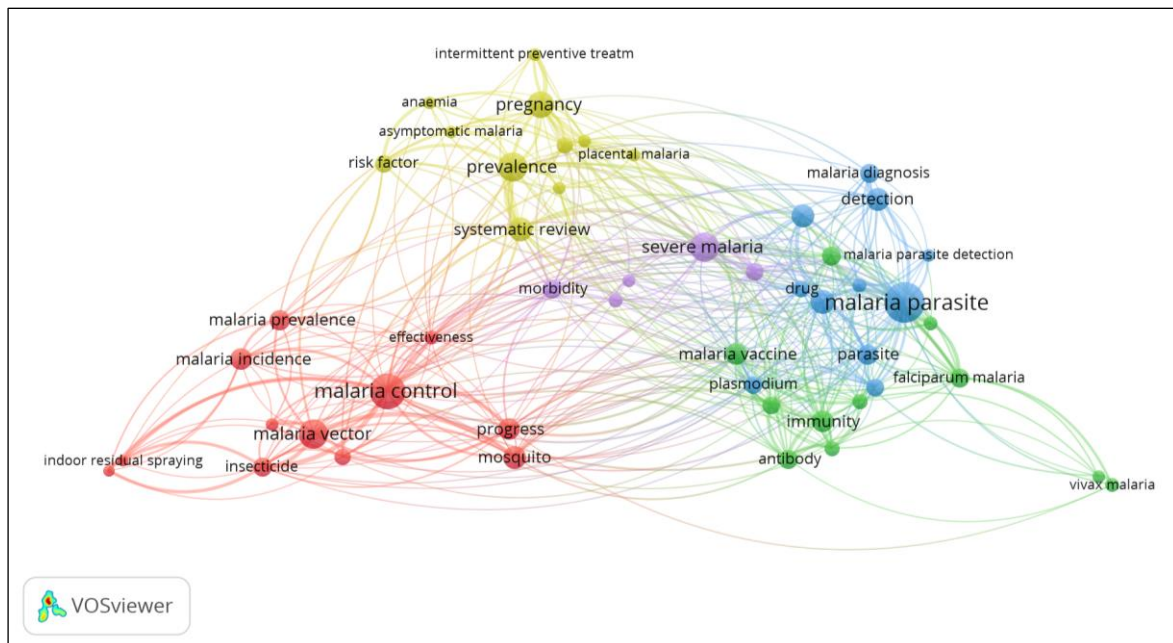 intermittent preventive treatm
anaemia
pregnancy
asymptomatic malaria
placental malaria
risk factor
prevalence
malaria diagnosis
detection
systematic review
severe malaria
malaria parasite detection
morbidity
drug
malaria parasite
malaria prevalence
effectiveness
malaria incidence
malaria vaccine
parasite
falciparum malaria
plasmodium
malaria control
immunity
malaria vector
progress
indoor residual spraying
insecticide
mosquito
antibody
vivax malaria
VOSviewer